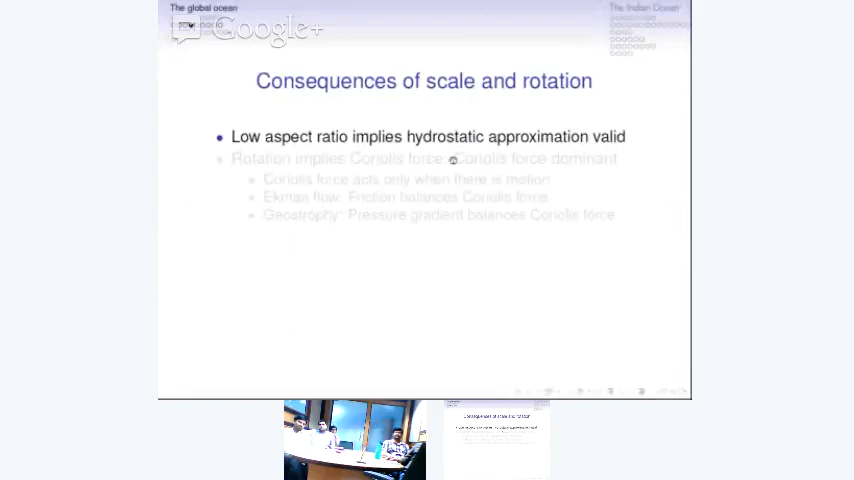 The global ocean
The Indian Ocean
Google+
Consequences of scale and rotation
Low aspect ratio implies hydrostatic approximation valid
Rotation implies Coriolis force: Coriolis force dominant
Coriolis force acts only when there is motion
Ekman flow: Friction balances Coriolis force
Geostrophy: Pressure gradient balances Coriolis force
Consequences of scale and rotation